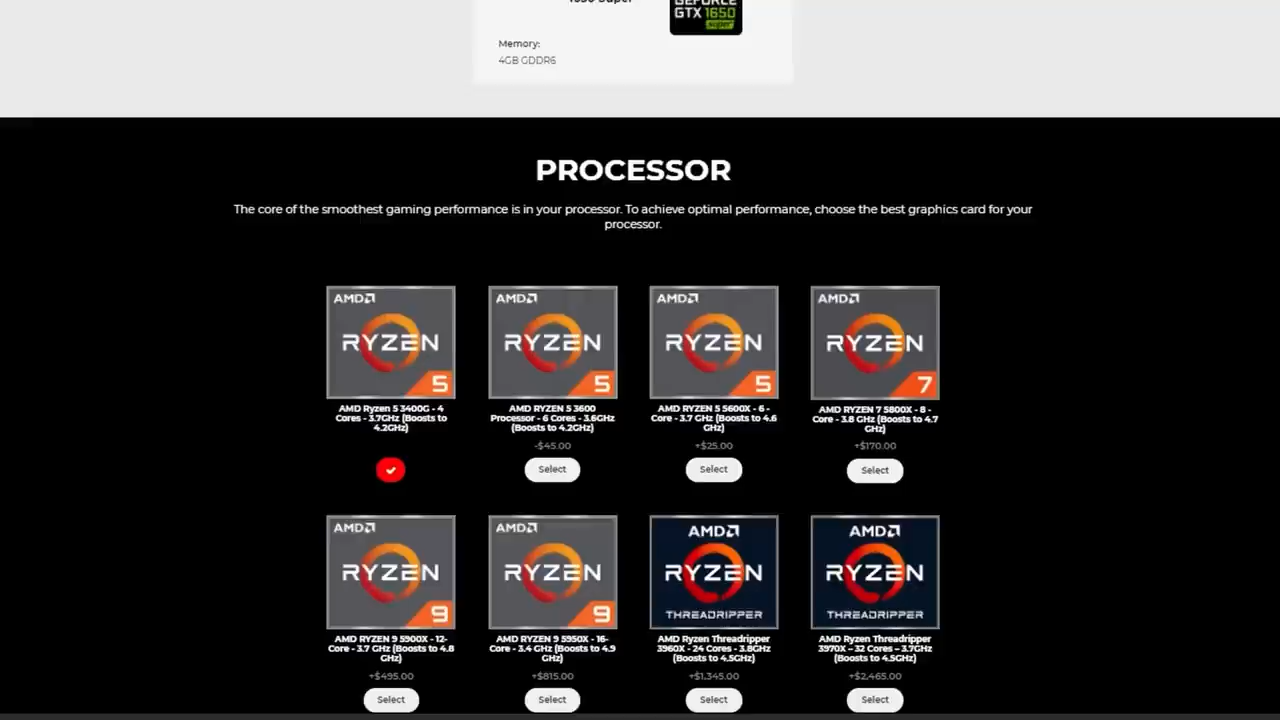 1650 Super
GEFORCE
GTX 1650
super
Memory:
4GB GDDR6
PROCESSOR
The core of the smoothest gaming performance is in your processor. To achieve optimal performance, choose the best graphics card for your
processor.
AMD
RYZEN
5
AMD
RYZEN
5
AMD
RYZEN
5
AMD
RYZEN
7
AMD Ryzen 5 3400G - 4
Cores - 3.7GHz (Boosts to
4.2GHz)
AMD RYZEN 5 3600
Processor - 6 Cores - 3.6GHz
(Boosts to 4.2GHz)
-$45.00
Select
AMD RYZEN 5 5600X - 6 -
Core - 3.7 GHz (Boosts to 4.6
GHz)
+$25.00
Select
AMD RYZEN 7 5800X - 8 -
Core - 3.8 GHz (Boosts to 4.7
GHz)
+$170.00
Select
AMD
RYZEN
9
AMD
RYZEN
9
AMD
RYZEN
THREADRIPPER
AMD
RYZEN
THREADRIPPER
AMD RYZEN 9 5900X - 12-
Core - 3.7 GHz (Boosts to 4.8
GHz)
+$495.00
Select
AMD RYZEN 9 5950X - 16-
Core - 3.4 GHz (Boosts to 4.9
GHz)
+$815.00
Select
AMD Ryzen Threadripper
3960X - 24 Cores - 3.8GHz
(Boosts to 4.5GHz)
+$1,345.00
Select
AMD Ryzen Threadripper
3970X – 32 Cores – 3.7GHz
(Boosts to 4.5GHz)
+$2,465.00
Select